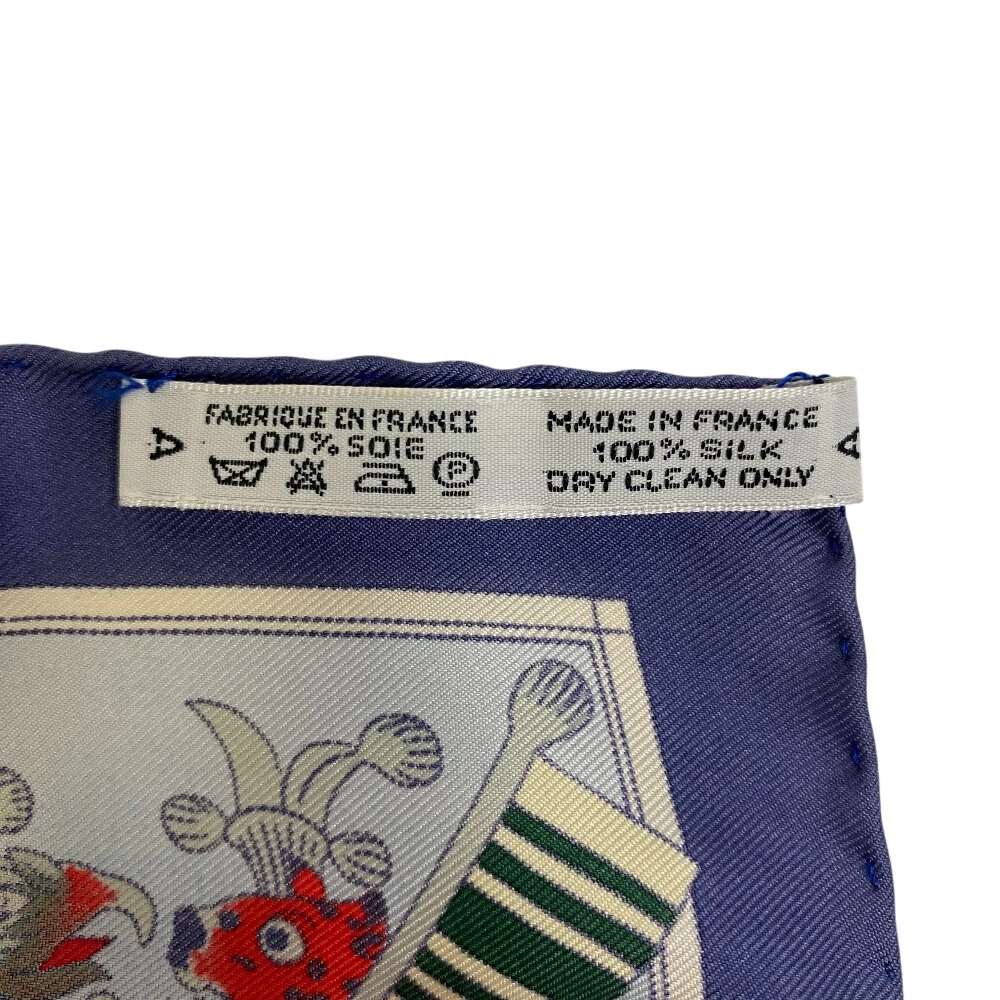 A
FABRIQUE EN FRANCE
100% SOIE
P
MADE IN FRANCE
100% SILK
DRY CLEAN ONLY
A